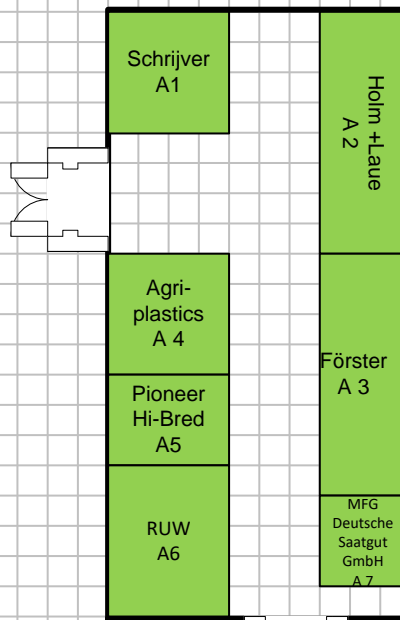 Schrijver
A1
Holm +Laue
A 2
Agri-
plastics
A 4
Förster
A 3
Pioneer
Hi-Bred
A5
RUW
A6
MFG
Deutsche
Saatgut
GmbH
A 7